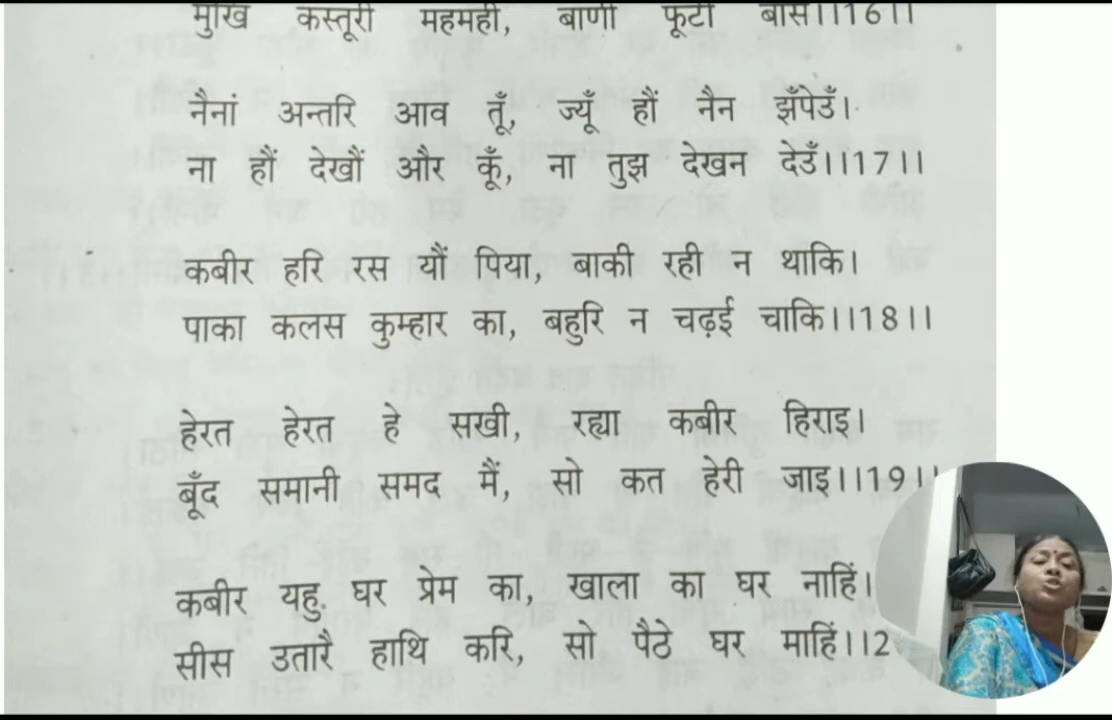 मुखि कस्तूरी महमही, बाणी फूटी बास।।16।।
नैनां अन्तरि आव तूँ, ज्यूँ हौं नैन झँपेउँ।
ना हौं देखौं और कूँ, ना तुझ देखन देउँ।।17।।
कबीर हरि रस यौं पिया, बाकी रही न थाकि।
पाका कलस कुम्हार का, बहुरि न चढ़ई चाकि।।18।।
हेरत हेरत हे सखी, रह्या कबीर हिराइ।
बूँद समानी समद मैं, सो कत हेरी जाइ।।19।।
कबीर यहु घर प्रेम का, खाला का घर नाहिं।
सीस उतारै हाथि करि, सो पैठे घर माहिं।।2